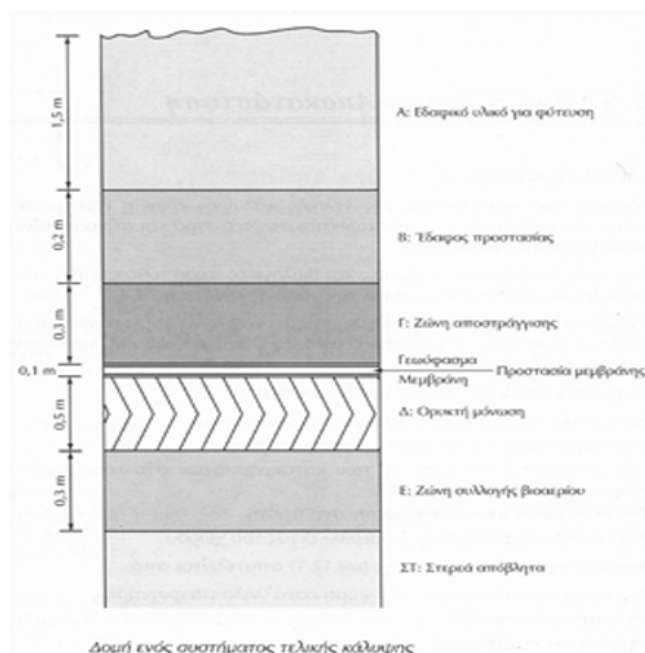 1,5 m
Α: Εδαφικό υλικό για φύτευση
0,2 m
Β: Έδαφος προστασίας
0,3 m
Γ: Ζώνη αποστράγγισης
Γεωύφασμα
0,1 m
Προστασία μεμβράνης
Μεμβράνη
0,5 m
Δ: Ορυκτή μόνωση
0,3 m
Ε: Ζώνη συλλογής βιοαερίου
ΣΤ: Στερεά απόβλητα
Δομή ενός συστήματος τελικής κάλυψης